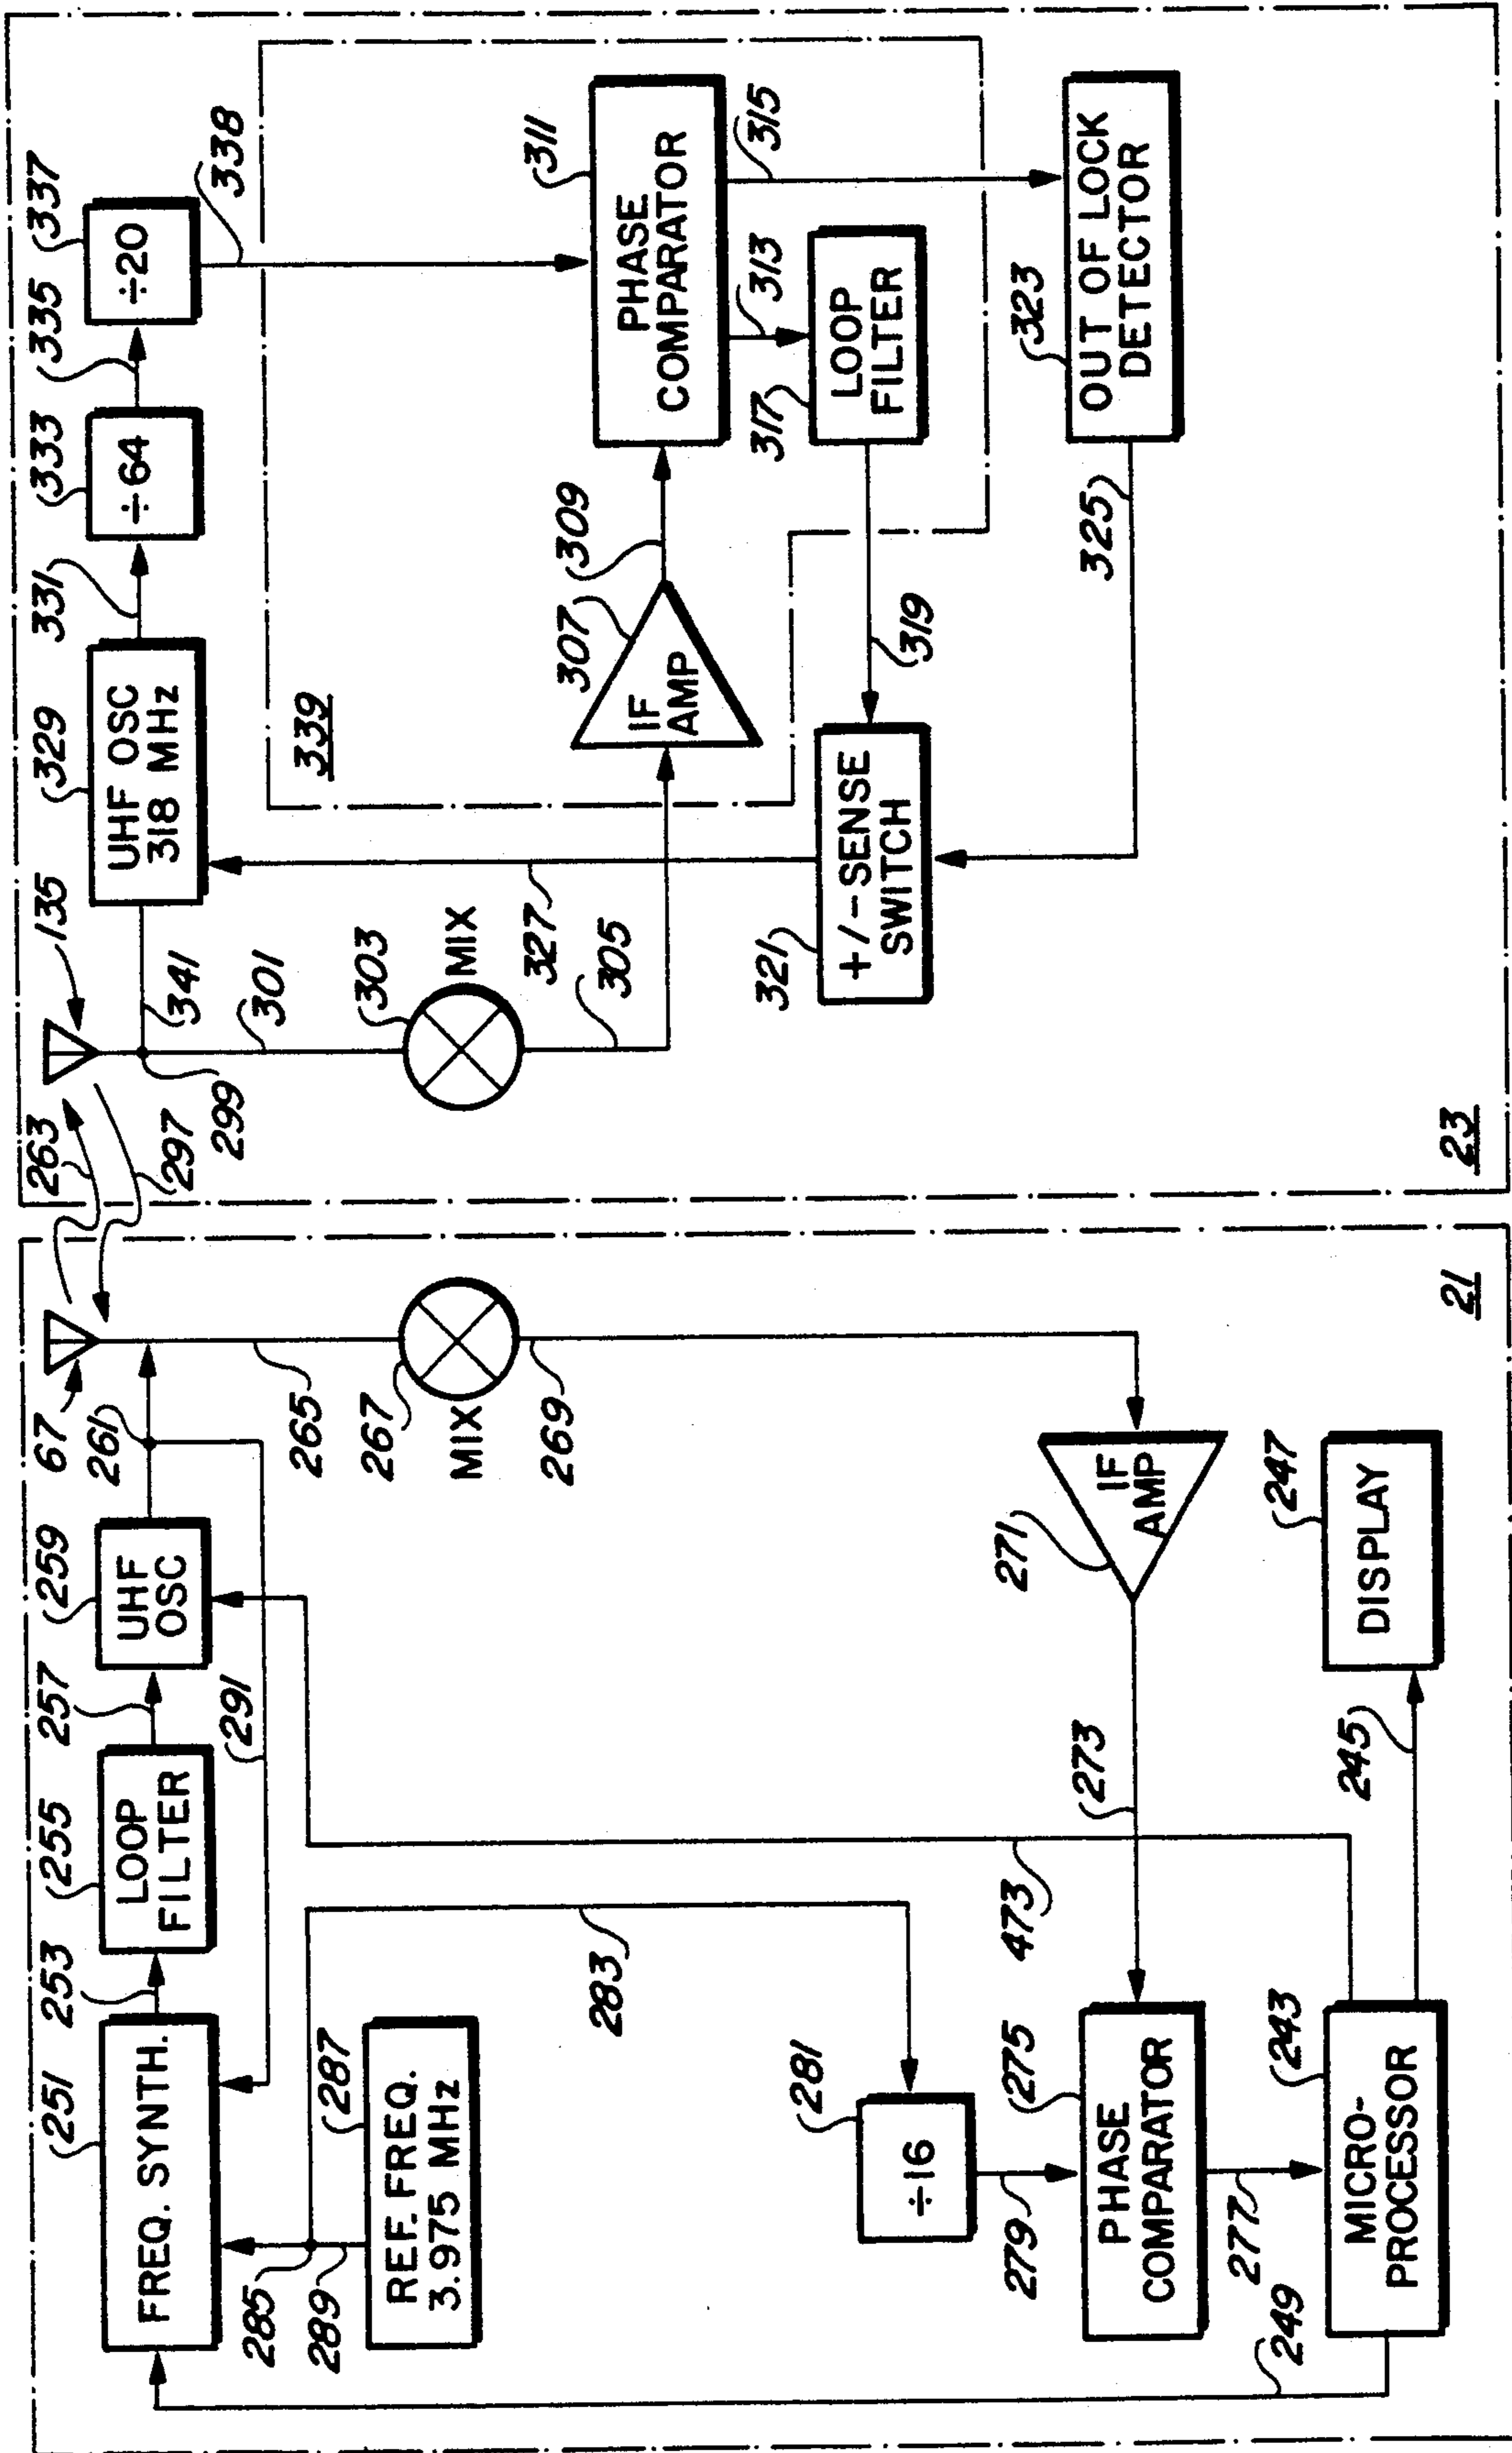 251
FREQ. SYNTH.
253
255
LOOP
FILTER
257
259
UHF
OSC
261
67
263
297
135
341
299
301
329
UHF OSC
318 MHz
331
333
÷64
335
337
÷20
338
291
285
289
287
REF. FREQ.
3.975 MHz
283
265
267
MIX
269
303
MIX
305
327
339
307
IF
AMP
309
311
PHASE
COMPARATOR
313
315
317
LOOP
FILTER
319
321
+/-SENSE
SWITCH
323
OUT OF LOCK
DETECTOR
325
281
÷16
279
275
PHASE
COMPARATOR
277
273
271
IF
AMP
473
243
MICRO-
PROCESSOR
249
245
247
DISPLAY
21
23